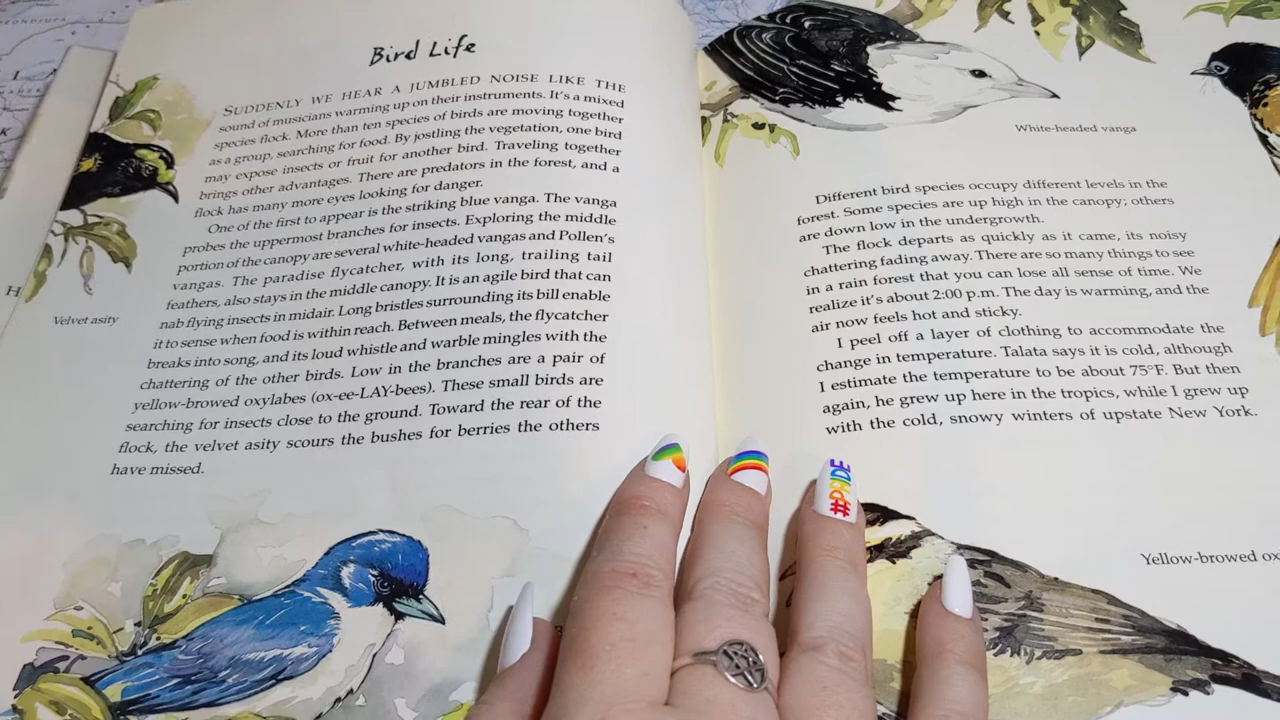 Bird Life
SUDDENLY WE HEAR A JUMBLED NOISE LIKE THE
sound of musicians warming up on their instruments. It's a mixed
species flock. More than ten species of birds are moving together
as a group, searching for food. By jostling the vegetation, one bird
may expose insects or fruit for another bird. Traveling together
brings other advantages. There are predators in the forest, and a
flock has many more eyes looking for danger.
One of the first to appear is the striking blue vanga. The vanga
probes the uppermost branches for insects. Exploring the middle
portion of the canopy are several white-headed vangas and Pollen's
vangas. The paradise flycatcher, with its long, trailing tail
feathers, also stays in the middle canopy. It is an agile bird that can
nab flying insects in midair. Long bristles surrounding its bill enable
it to sense when food is within reach. Between meals, the flycatcher
breaks into song, and its loud whistle and warble mingles with the
chattering of the other birds. Low in the branches are a pair of
yellow-browed oxylabes (ox-ee-LAY-bees). These small birds are
searching for insects close to the ground. Toward the rear of the
flock, the velvet asity scours the bushes for berries the others
have missed.
Velvet asity
White-headed vanga
Different bird species occupy different levels in the
forest. Some species are up high in the canopy; others
are down low in the undergrowth.
The flock departs as quickly as it came, its noisy
chattering fading away. There are so many things to see
in a rain forest that you can lose all sense of time. We
realize it's about 2:00 p.m. The day is warming, and the
air now feels hot and sticky.
I peel off a layer of clothing to accommodate the
change in temperature. Talata says it is cold, although
I estimate the temperature to be about 75°F. But then
again, he grew up here in the tropics, while I grew up
with the cold, snowy winters of upstate New York.
#PRIDE
Yellow-browed ox